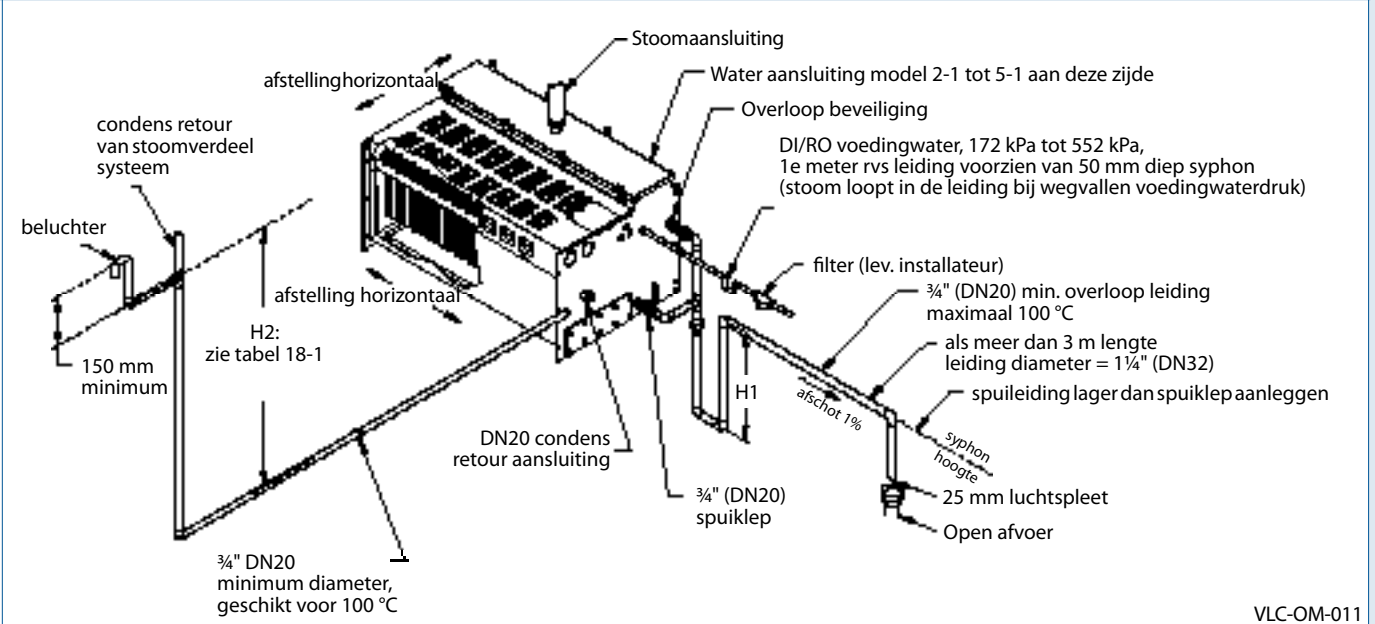 Stoomaansluiting
afstellinghorizontaal
Water aansluiting model 2-1 tot 5-1 aan deze zijde
Overloop beveiliging
condens retour
van stoomverdeel
systeem
DI/RO voedingwater, 172 kPa tot 552 kPa,
1e meter rvs leiding voorzien van 50 mm diep syphon
(stoom loopt in de leiding bij wegvallen voedingwaterdruk)
beluchter
filter (lev. installateur)
afstelling horizontaal
¾" (DN20) min. overloop leiding
maximaal 100 °C
H2:
zie tabel 18-1
als meer dan 3 m lengte
leiding diameter = 1¼" (DN32)
150 mm
minimum
H1
afschot 1%
spuileiding lager dan spuiklep aanleggen
DN20 condens
retour aansluiting
syphon
hoogte
¾" (DN20)
spuiklep
25 mm luchtspleet
Open afvoer
¾" DN20
minimum diameter,
geschikt voor 100 °C
VLC-OM-011